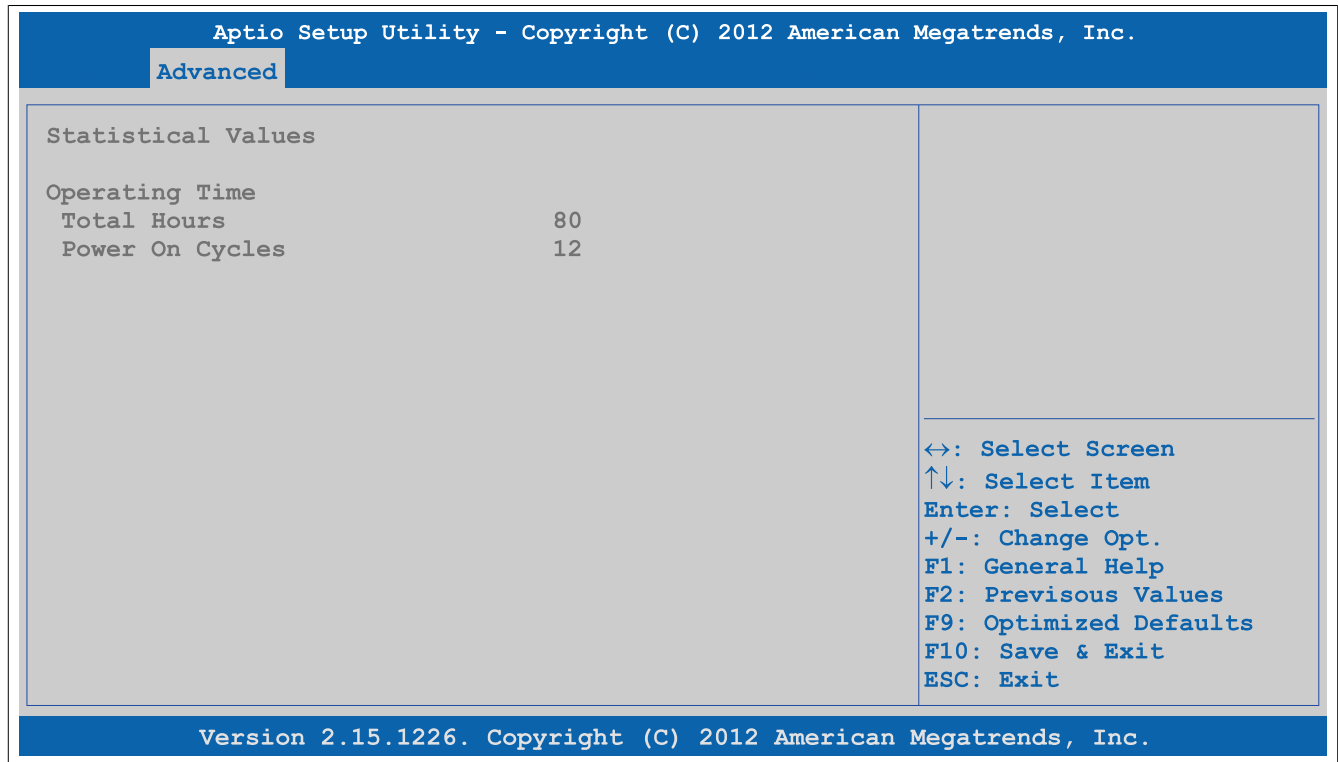 Aptio Setup Utility - Copyright (C) 2012 American Megatrends, Inc.
Advanced
Statistical Values
Operating Time
Total Hours 80
Power On Cycles 12
↔: Select Screen
↑↓: Select Item
Enter: Select
+/-: Change Opt.
F1: General Help
F2: Previsous Values
F9: Optimized Defaults
F10: Save & Exit
ESC: Exit
Version 2.15.1226. Copyright (C) 2012 American Megatrends, Inc.